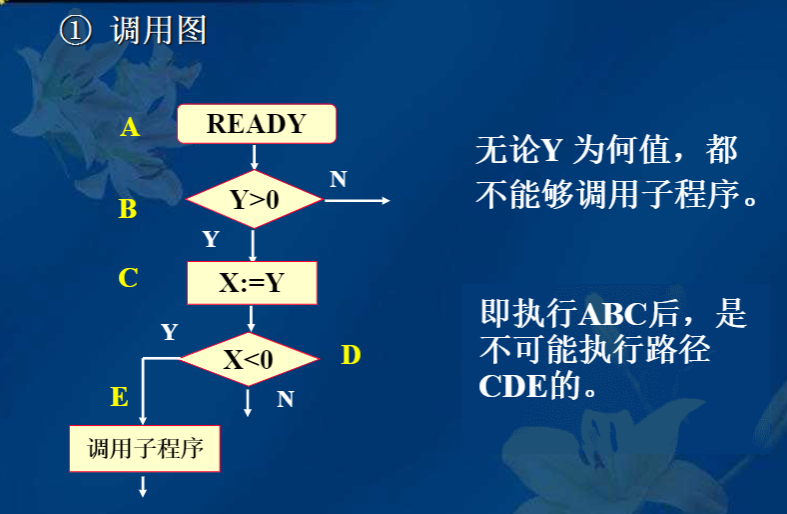 ① 调用图
A
READY
B
Y>0
N
Y
C
X:=Y
Y
X<0
D
E
N
调用子程序
无论Y 为何值，都
不能够调用子程序。
即执行ABC后，是
不可能执行路径
CDE的。